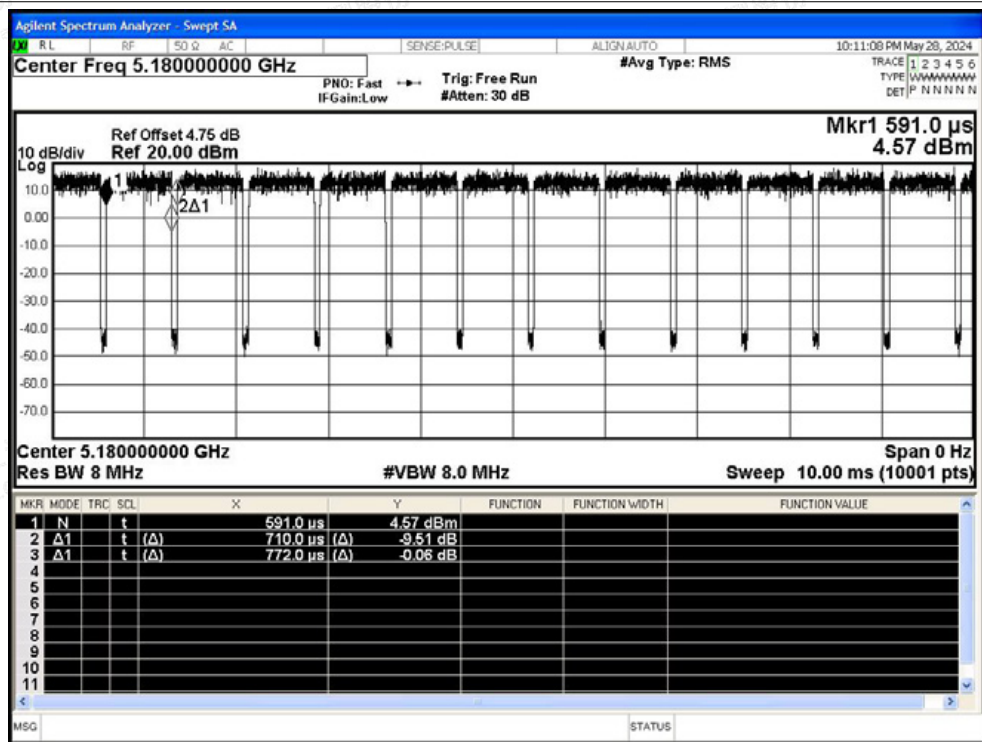 Agilent Spectrum Analyzer - Swept SA
LXI RL RF 50 Ω AC SENSE:PULSE ALIGNAUTO 10:11:08 PM May 28, 2024
Center Freq 5.180000000 GHz #Avg Type: RMS TRACE 1 2 3 4 5 6
PNO: Fast Trig: Free Run TYPE WWWWWW
IFGain:Low #Atten: 30 dB DET P N N N N N
Mkr1 591.0 µs
Ref Offset 4.75 dB
10 dB/div Ref 20.00 dBm 4.57 dBm
Log
1
10.0
2Δ1
0.00
-10.0
-20.0
-30.0
-40.0
-50.0
-60.0
-70.0
Center 5.180000000 GHz Span 0 Hz
Res BW 8 MHz #VBW 8.0 MHz Sweep 10.00 ms (10001 pts)
MKR MODE TRC SCL X Y FUNCTION FUNCTION WIDTH FUNCTION VALUE
1 N t 591.0 µs 4.57 dBm
2 Δ1 t (Δ) 710.0 µs (Δ) -9.51 dB
3 Δ1 t (Δ) 772.0 µs (Δ) -0.06 dB
4
5
6
7
8
9
10
11
MSG STATUS